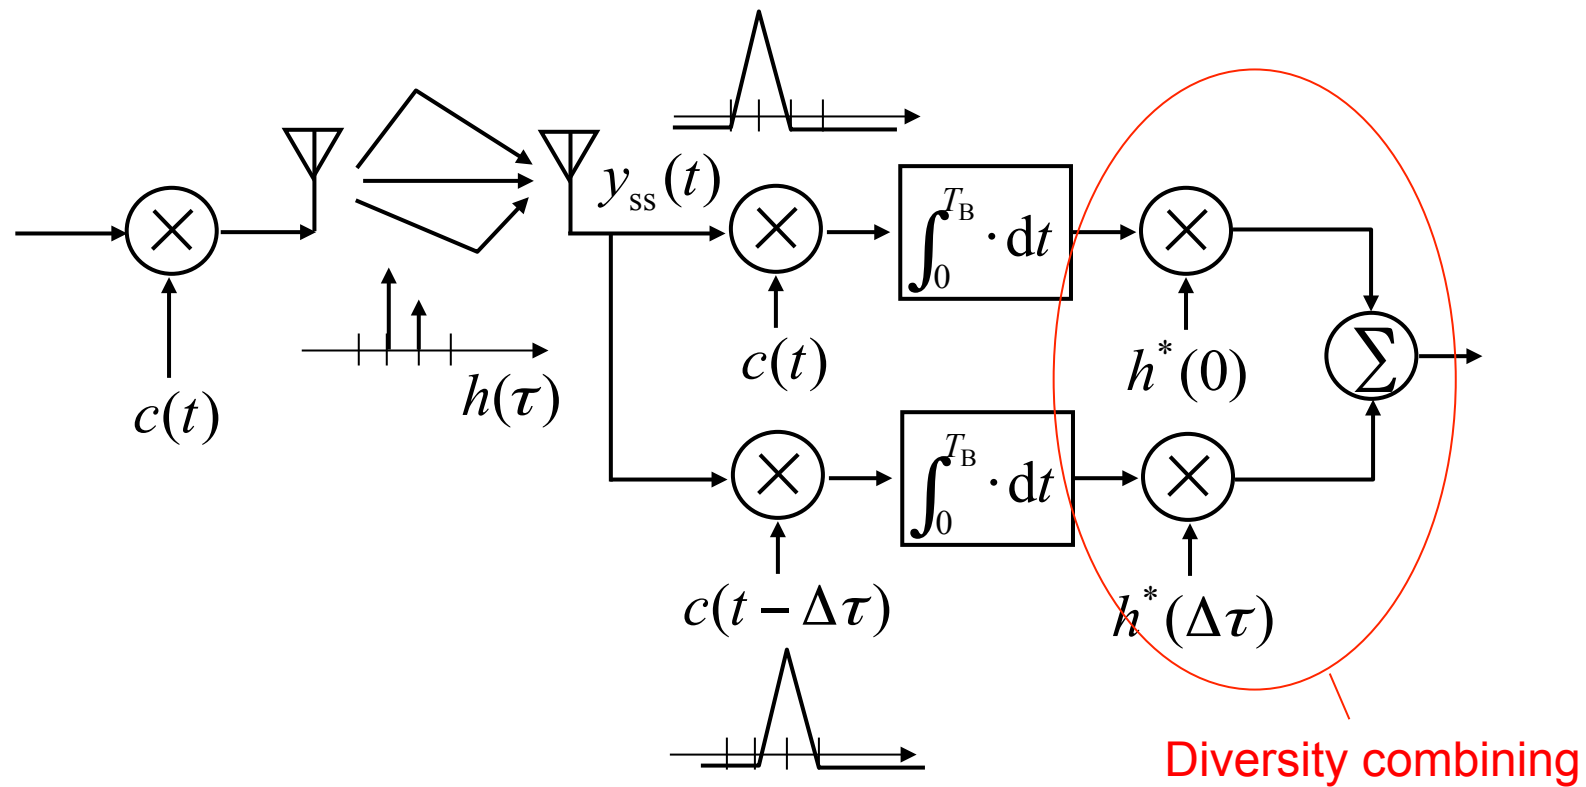 y_ss(t)
∫_0^{T_B} · dt
c(t)
h(τ)
c(t)
h*(0)
∑
∫_0^{T_B} · dt
c(t − Δτ)
h*(Δτ)
Diversity combining